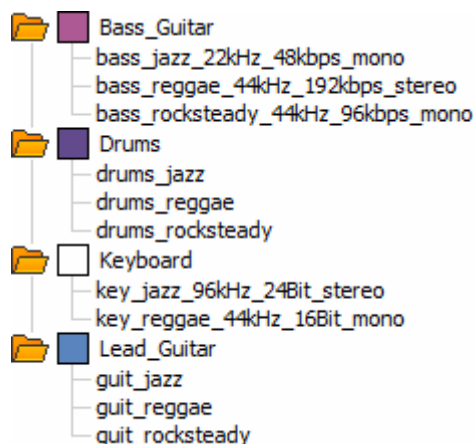 Bass_Guitar
bass_jazz_22kHz_48kbps_mono
bass_reggae_44kHz_192kbps_stereo
bass_rocksteady_44kHz_96kbps_mono
Drums
drums_jazz
drums_reggae
drums_rocksteady
Keyboard
key_jazz_96kHz_24Bit_stereo
key_reggae_44kHz_16Bit_mono
Lead_Guitar
guit_jazz
guit_reggae
guit_rocksteady